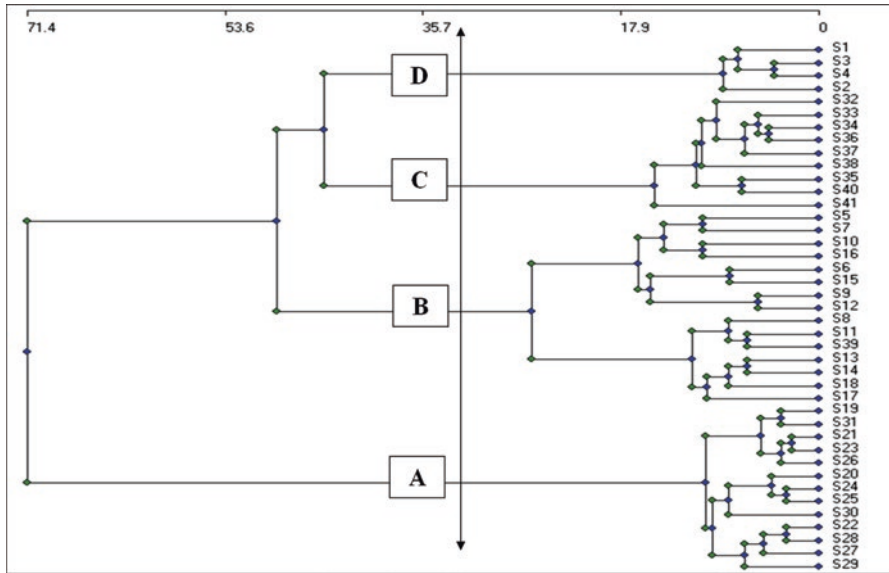 71.4 53.6 35.7 17.9 0
S1
S3
D
S4
S2
S32
S33
S34
S36
S37
S38
C
S35
S40
S41
S5
S7
S10
S16
S6
S15
S9
B
S12
S8
S11
S39
S13
S14
S18
S17
S19
S31
S21
S23
S26
A
S20
S24
S25
S30
S22
S28
S27
S29